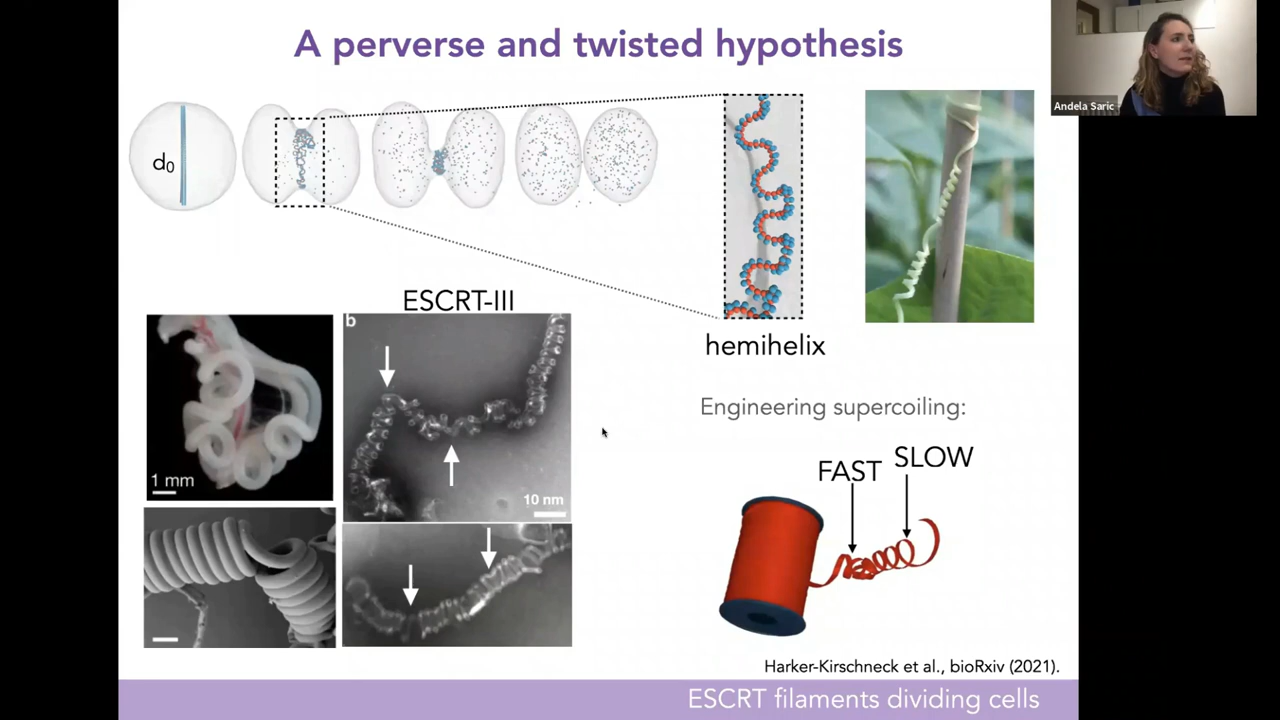 A perverse and twisted hypothesis
Andela Saric
d0
ESCRT-III
b
hemihelix
1 mm
10 nm
Engineering supercoiling:
FAST
SLOW
Harker-Kirschneck et al., bioRxiv (2021).
ESCRT filaments dividing cells